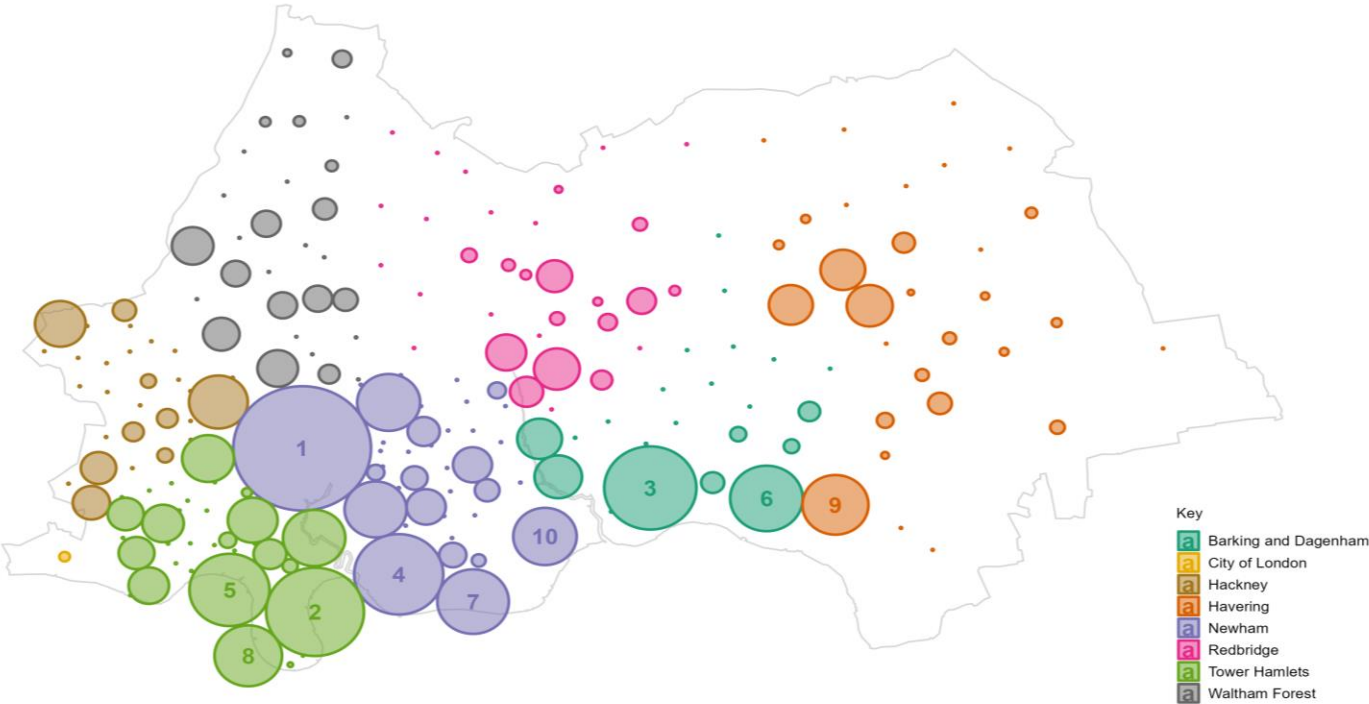 1
3
6
9
10
4
7
5
2
8
Key
a Barking and Dagenham
a City of London
a Hackney
a Havering
a Newham
a Redbridge
a Tower Hamlets
a Waltham Forest